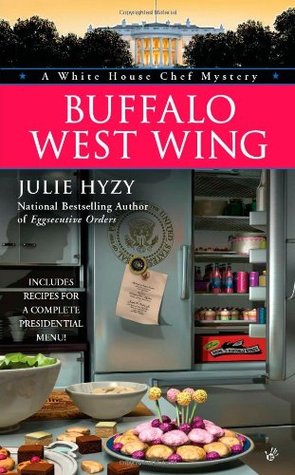 A White House Chef Mystery
BUFFALO
WEST WING
JULIE HYZY
National Bestselling Author
of Eggsecutive Orders
INCLUDES
RECIPES FOR
A COMPLETE
PRESIDENTIAL
MENU!